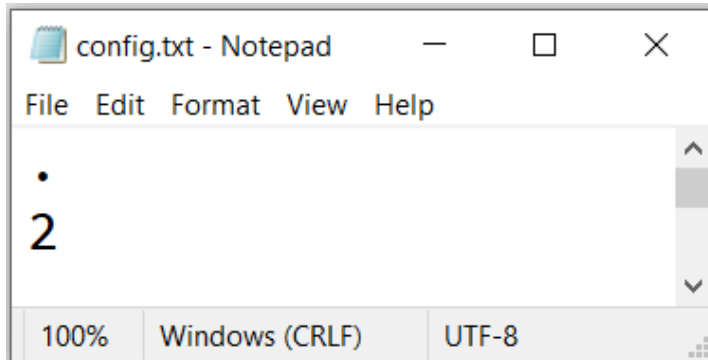 config.txt - Notepad
File Edit Format View Help
.
2
100% Windows (CRLF) UTF-8